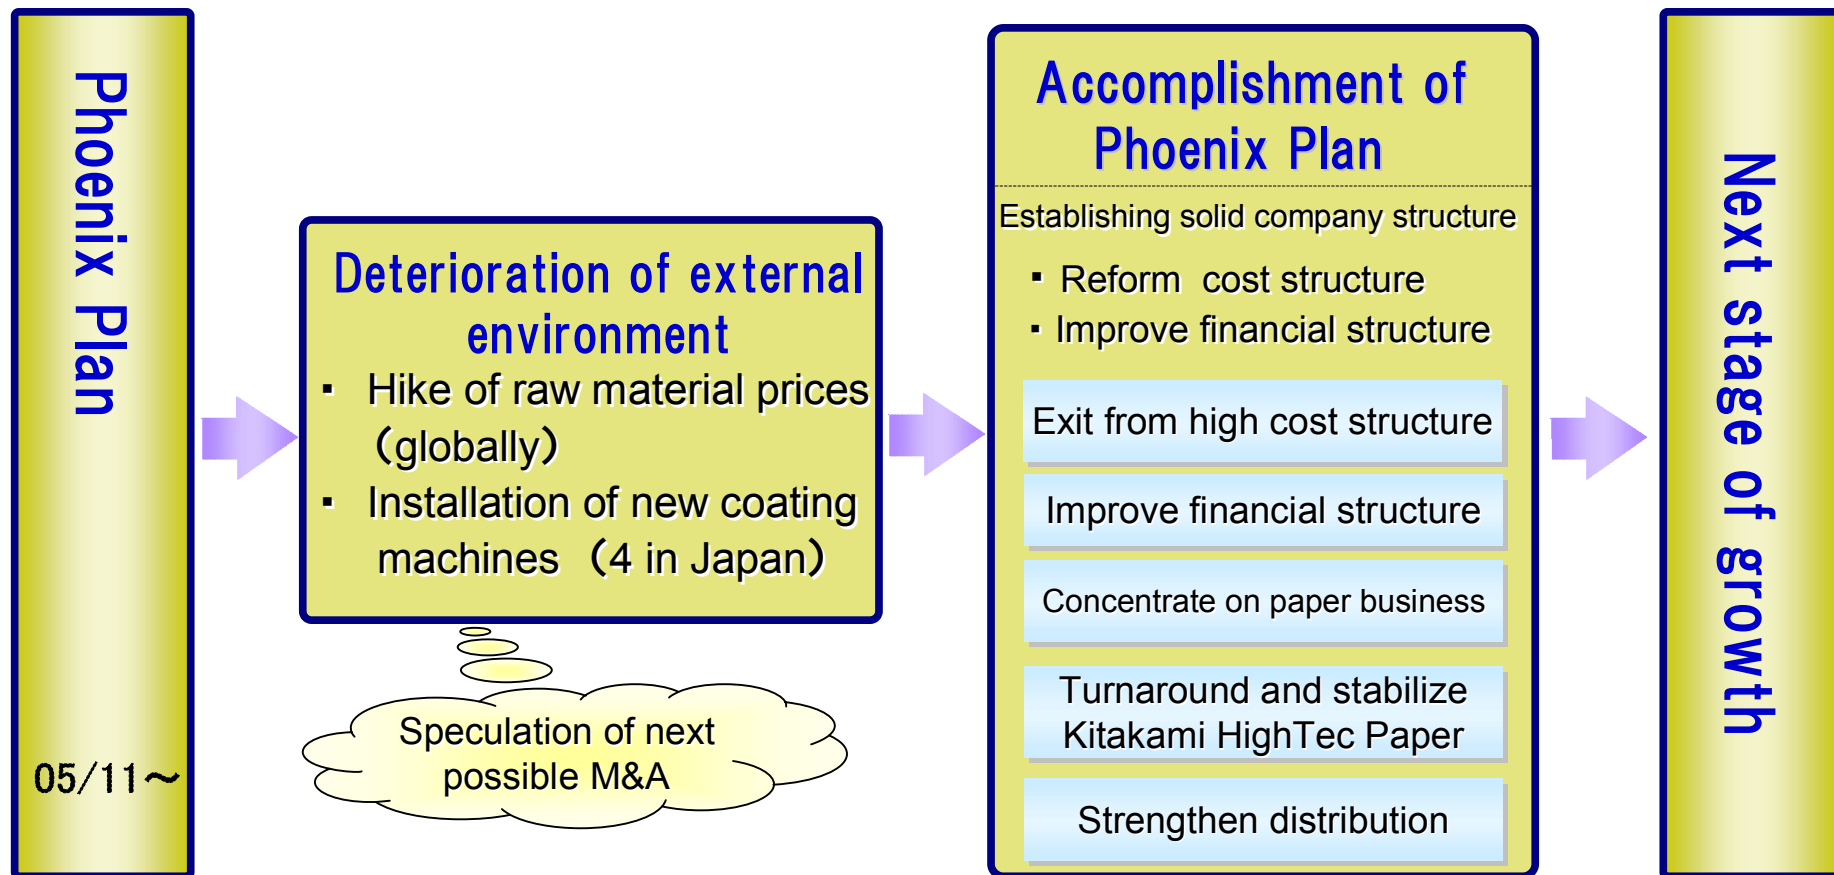 Phoenix Plan
05/11～
Deterioration of external
environment
▪ Hike of raw material prices
（globally）
▪ Installation of new coating
machines （4 in Japan）
Speculation of next
possible M&A
Accomplishment of
Phoenix Plan
Establishing solid company structure
▪ Reform cost structure
▪ Improve financial structure
Exit from high cost structure
Improve financial structure
Concentrate on paper business
Turnaround and stabilize
Kitakami HighTec Paper
Strengthen distribution
Next stage of growth